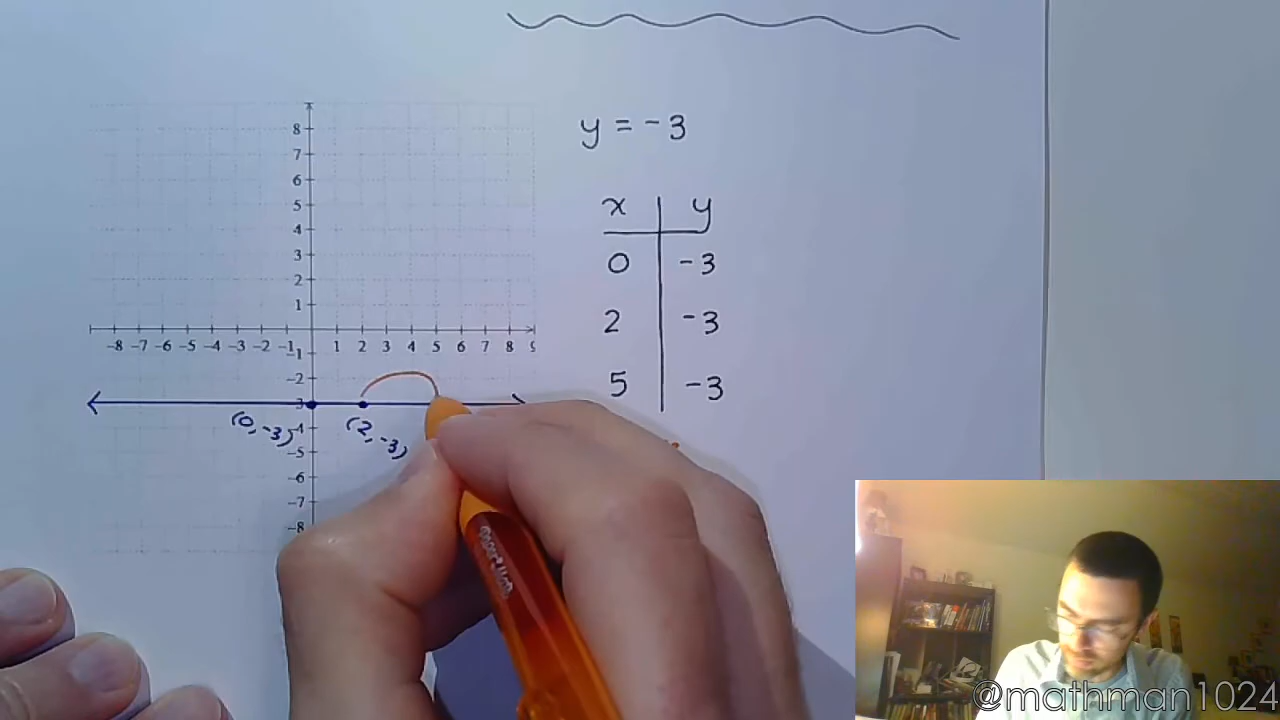 y = -3
x | y
0 | -3
2 | -3
5 | -3
8
7
6
5
4
3
2
1
-8 -7 -6 -5 -4 -3 -2 -1 1 2 3 4 5 6 7 8 9
-1
-2
-3
(0, -3) -4 (2, -3)
-5
-6
-7
-8
@mathman1024